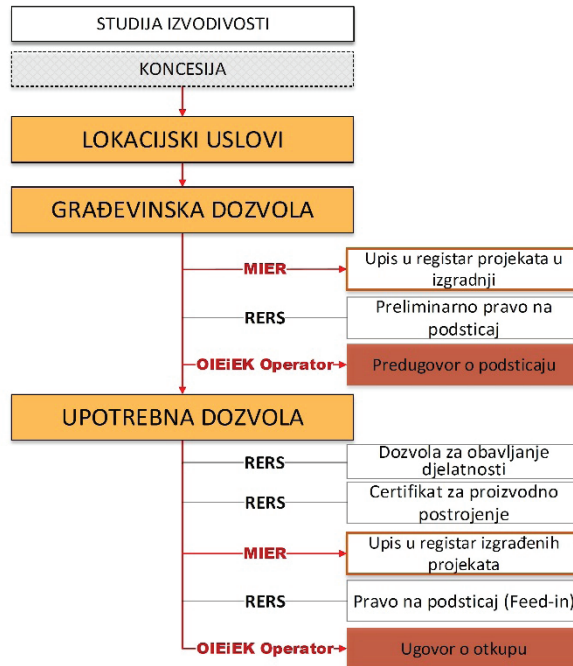 STUDIJA IZVODIVOSTI
KONCESIJA
LOKACIJSKI USLOVI
GRAĐEVINSKA DOZVOLA
MIER
Upis u registar projekata u
izgradnji
RERS
Preliminarno pravo na
podsticaj
OIEiEK Operator
Predugovor o podsticaju
UPOTREBNA DOZVOLA
RERS
Dozvola za obavljanje
djelatnosti
RERS
Certifikat za proizvodno
postrojenje
MIER
Upis u registar izgrađenih
projekata
RERS
Pravo na podsticaj (Feed-in)
OIEiEK Operator
Ugovor o otkupu